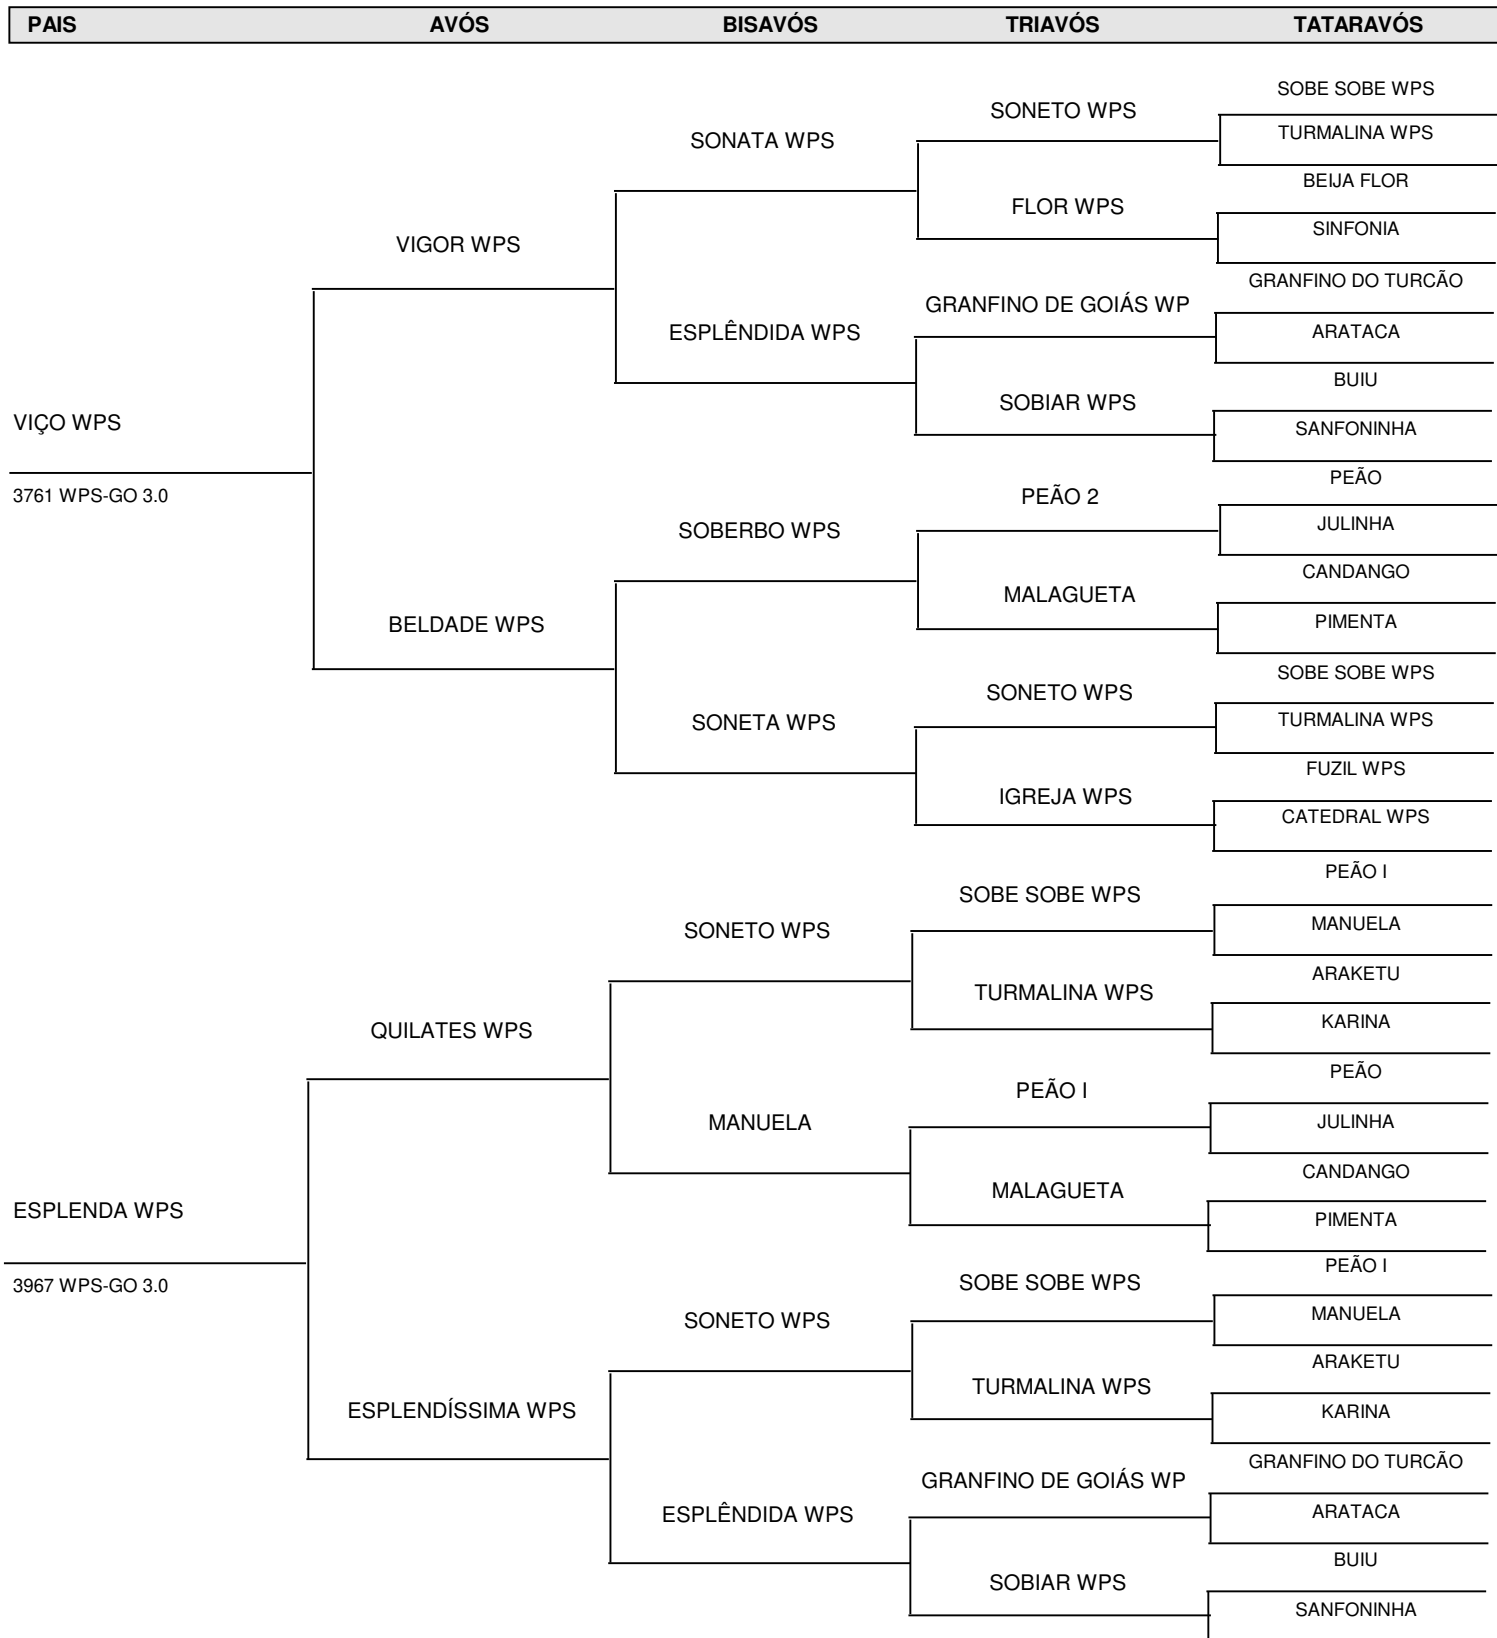 PAIS AVÓS BISAVÓS TRIAVÓS TATARAVÓS
SOBE SOBE WPS
SONETO WPS
TURMALINA WPS
SONATA WPS
BEIJA FLOR
FLOR WPS
SINFONIA
VIGOR WPS
GRANFINO DO TURCÃO
GRANFINO DE GOIÁS WP
ARATACA
ESPLÊNDIDA WPS
BUIU
SOBIAR WPS
SANFONINHA
VIÇO WPS
3761 WPS-GO 3.0
PEÃO
PEÃO 2
JULINHA
SOBERBO WPS
CANDANGO
MALAGUETA
PIMENTA
BELDADE WPS
SOBE SOBE WPS
SONETO WPS
TURMALINA WPS
SONETA WPS
FUZIL WPS
IGREJA WPS
CATEDRAL WPS
PEÃO I
SOBE SOBE WPS
MANUELA
SONETO WPS
ARAKETU
TURMALINA WPS
KARINA
QUILATES WPS
PEÃO
PEÃO I
JULINHA
MANUELA
CANDANGO
MALAGUETA
PIMENTA
ESPLENDA WPS
3967 WPS-GO 3.0
PEÃO I
SOBE SOBE WPS
MANUELA
SONETO WPS
ARAKETU
TURMALINA WPS
KARINA
ESPLENDÍSSIMA WPS
GRANFINO DO TURCÃO
GRANFINO DE GOIÁS WP
ARATACA
ESPLÊNDIDA WPS
BUIU
SOBIAR WPS
SANFONINHA